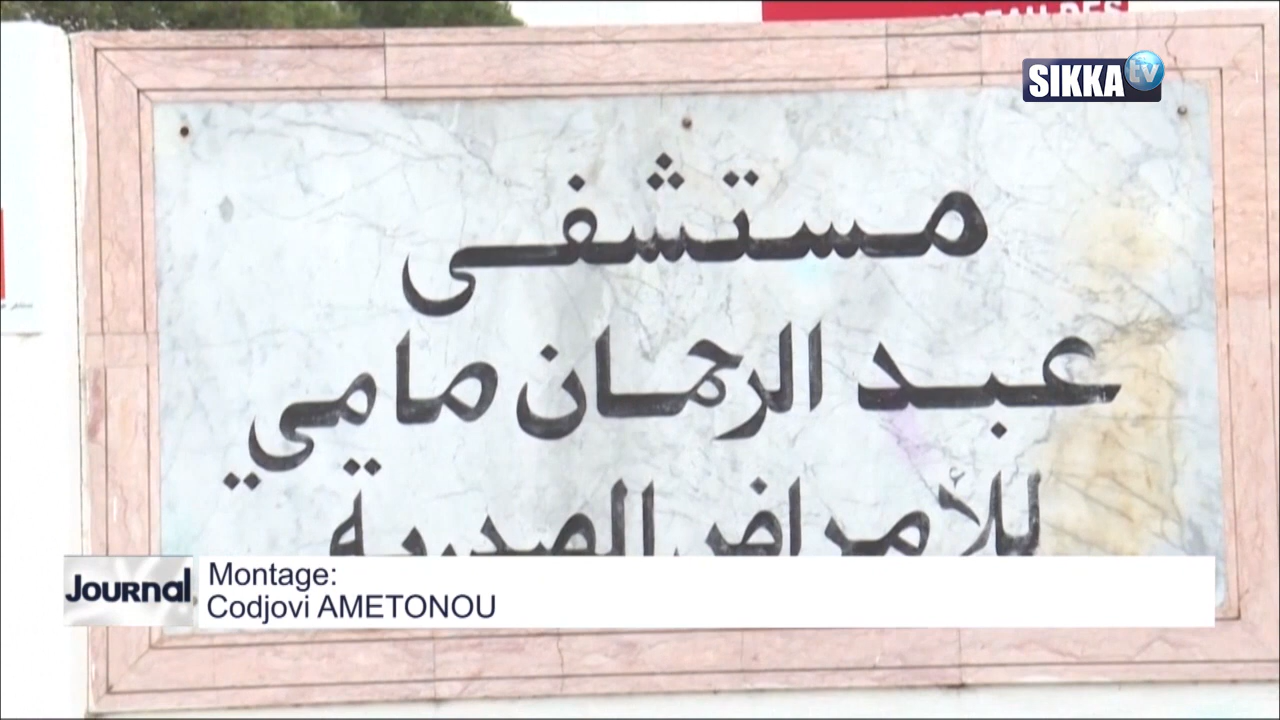 SIKKA tv
مستشفى
عبد الرحمان مامي
للأمراض الصدرية
Journal
Montage:
Codjovi AMETONOU